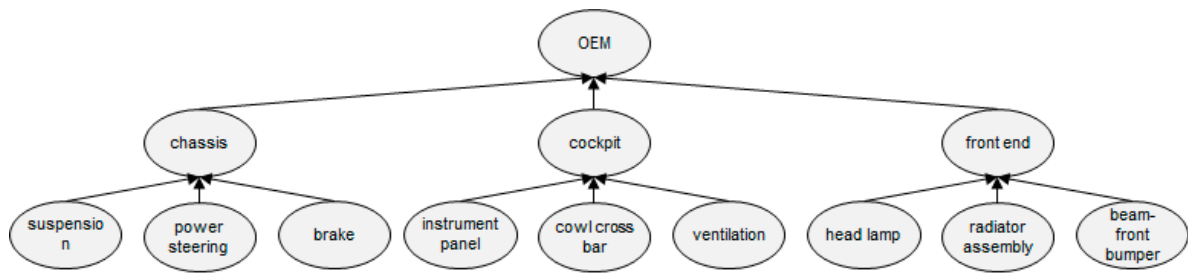 OEM
chassis
cockpit
front end
suspensio
n
power
steering
brake
instrument
panel
cowl cross
bar
ventilation
head lamp
radiator
assembly
beam-
front
bumper